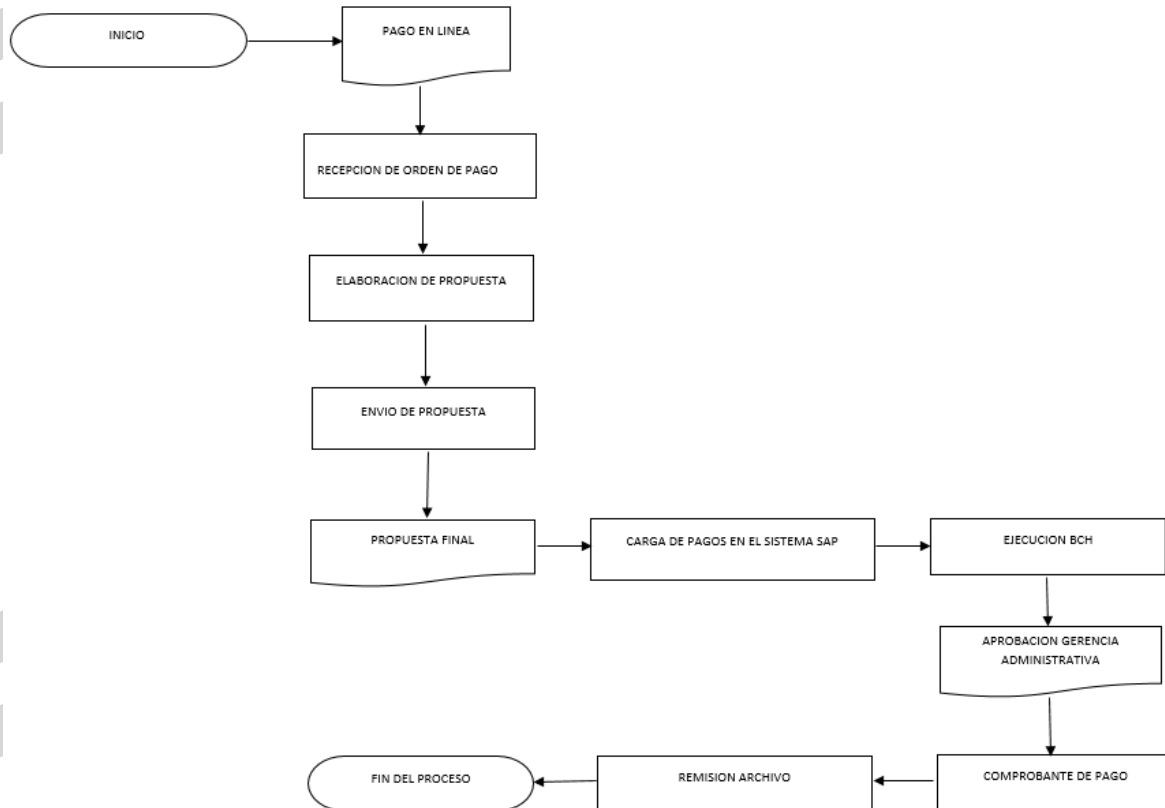 INICIO
PAGO EN LINEA
RECEPCION DE ORDEN DE PAGO
ELABORACION DE PROPUESTA
ENVIO DE PROPUESTA
PROPUESTA FINAL
CARGA DE PAGOS EN EL SISTEMA SAP
EJECUCION BCH
APROBACION GERENCIA
ADMINISTRATIVA
COMPROBANTE DE PAGO
REMISION ARCHIVO
FIN DEL PROCESO